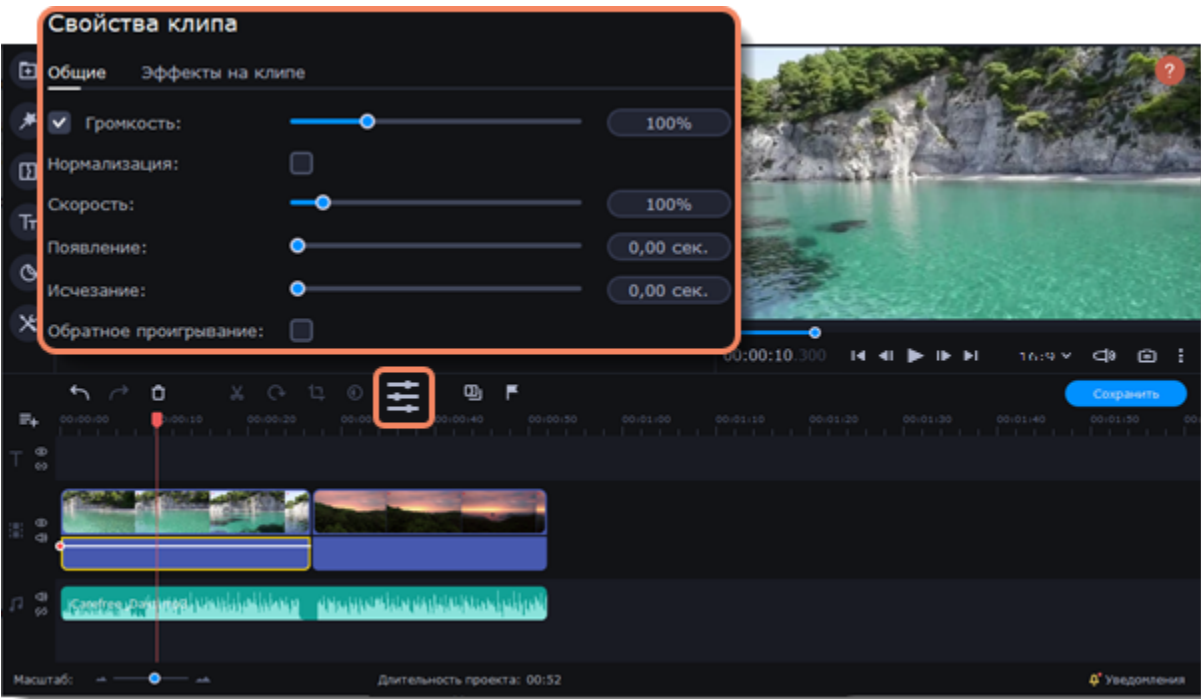 Свойства клипа
Общие Эффекты на клипе
Громкость: 100%
Нормализация:
Скорость: 100%
Появление: 0,00 сек.
Исчезание: 0,00 сек.
Обратное проигрывание:
?
00:00:10.300 16:9
Сохранить
00:00:00 00:00:10 00:00:20 00:00:40 00:00:50 00:01:00 00:01:10 00:01:20 00:01:30 00:01:40 00:01:50
Масштаб: Длительность проекта: 00:52 Уведомления